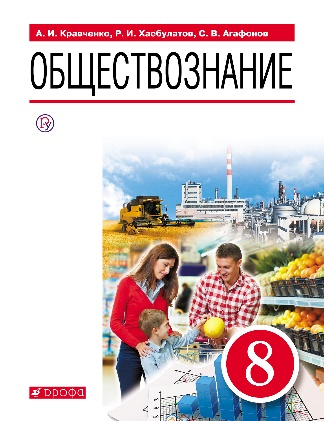 А. И. Кравченко, Р. И. Хасбулатов, С. В. Агафонов
ОБЩЕСТВОЗНАНИЕ
8
ДРОФА